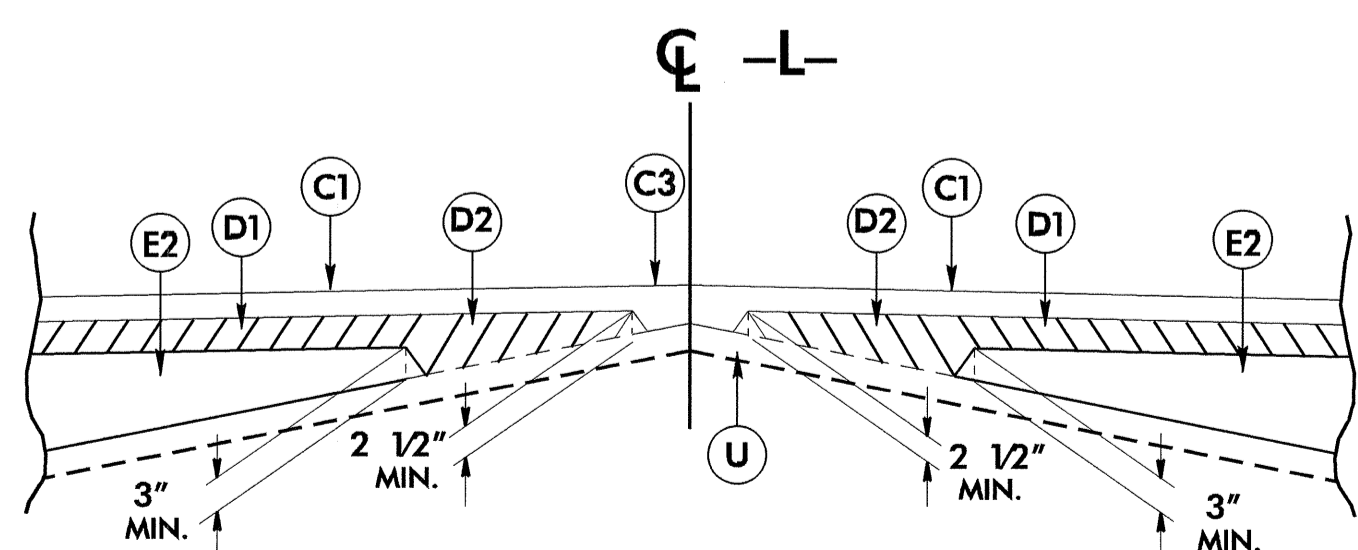 ℄ –L–
C1 C3 C1
E2 D1 D2 D2 D1 E2
2 1/2" MIN.
U
2 1/2" MIN.
3" MIN.
3" MIN.